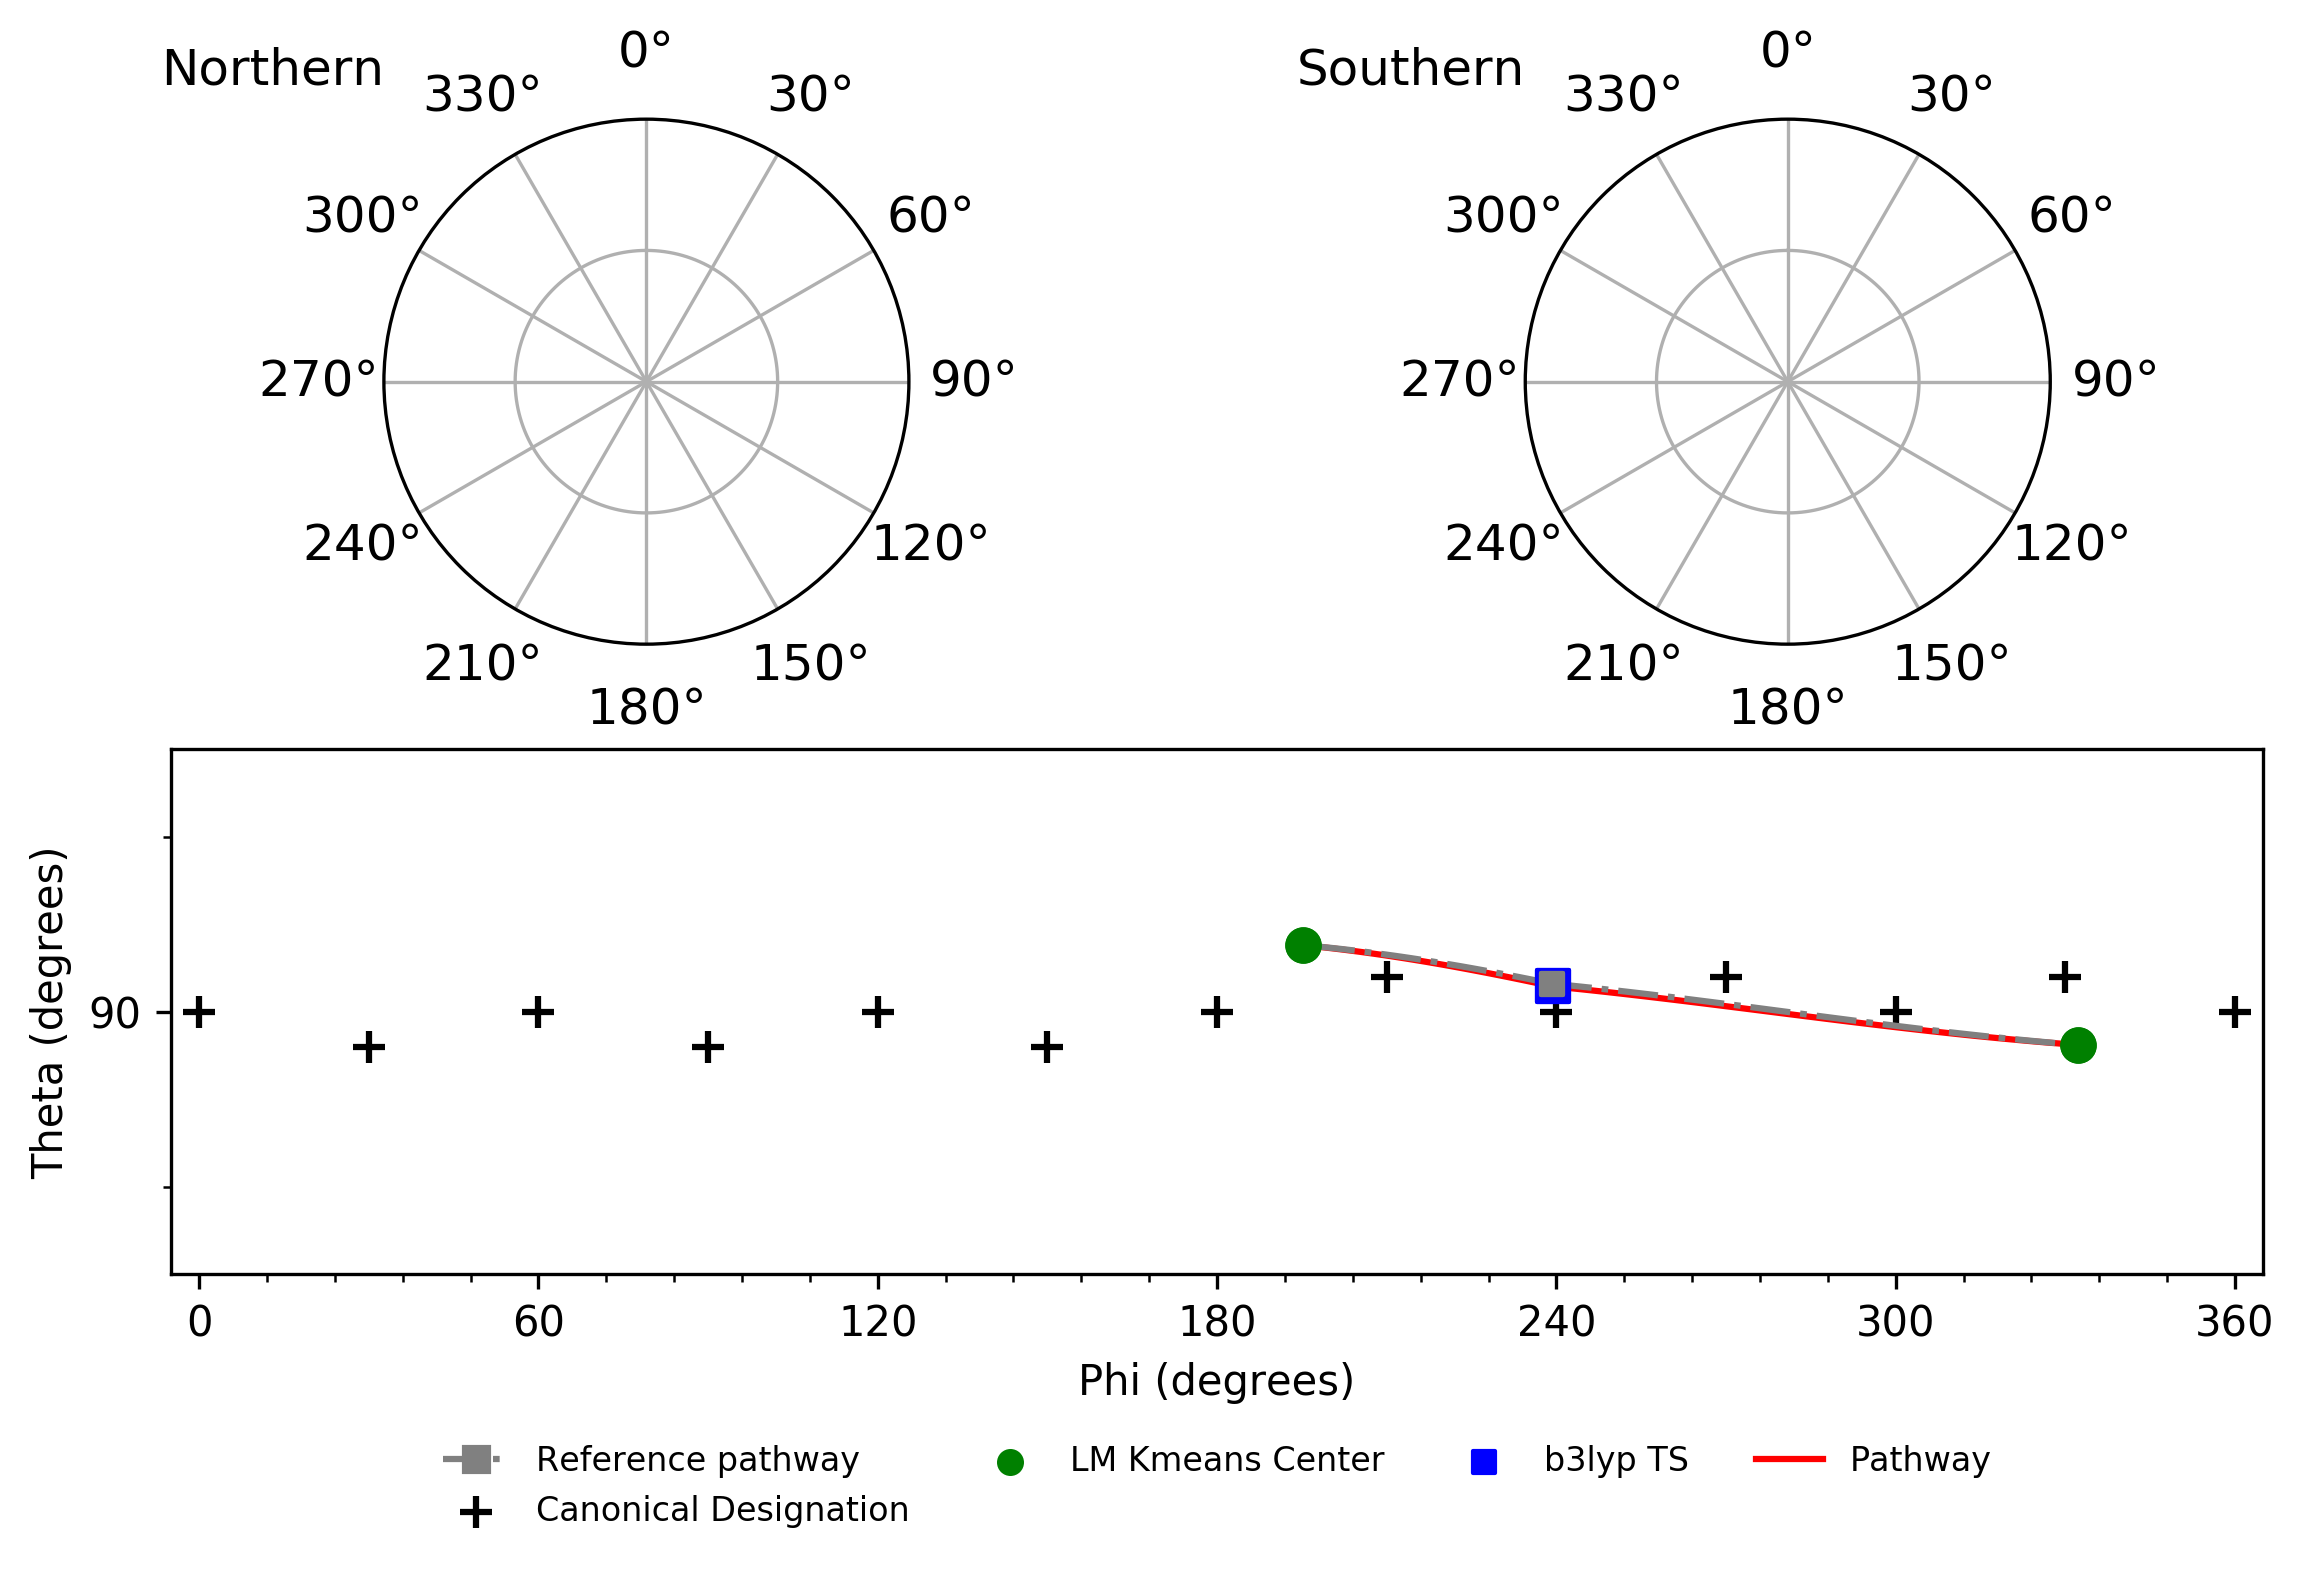 Northern
0°
330°
30°
300°
60°
270°
90°
240°
120°
210°
150°
180°
Southern
0°
330°
30°
300°
60°
270°
90°
240°
120°
210°
150°
180°
Theta (degrees)
90
0 60 120 180 240 300 360
Phi (degrees)
Reference pathway
Canonical Designation
LM Kmeans Center
b3lyp TS
Pathway